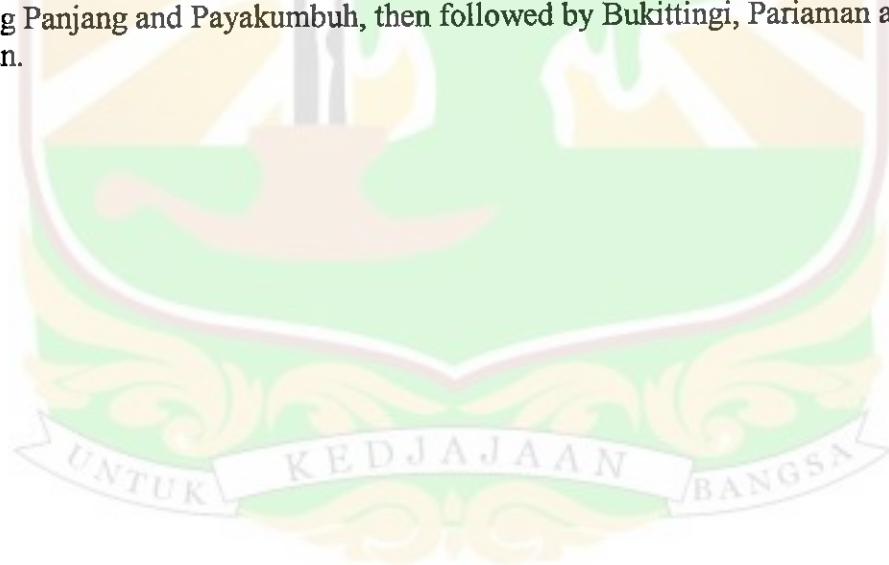 g Panjang and Payakumbuh, then followed by Bukittingi, Pariaman a
n.
UNTUK KEDJAJAAN BANGSA